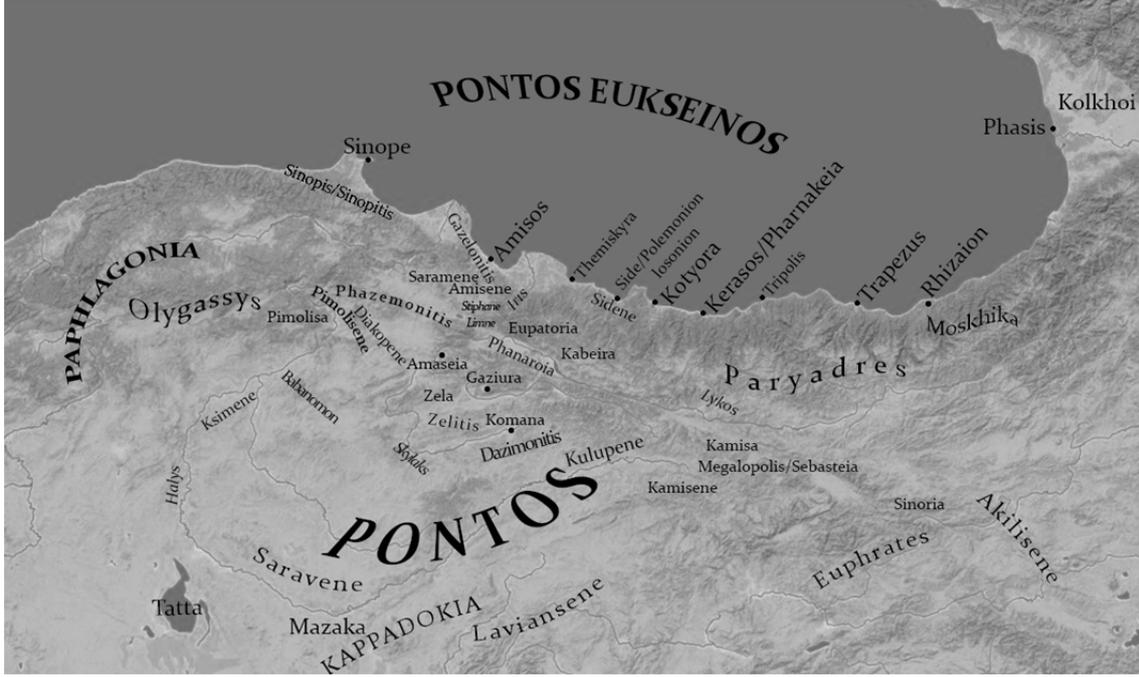 PONTOS EUKSEINOS
Kolkhoi
Phasis
Sinope
Sinopis/Sinopitis
Gazelonitis
Amisos
Themiskyra
Side/Polemonion
Iosonion
Kotyora
Kerasos/Pharnakeia
Tripolis
Trapezus
Rhizaion
PAPHLAGONIA
Olygassys
Saramene
Amisene
Stiphane
Limne
Iris
Sidene
Moskhika
Pimolisa
Pimolisene
Phazemonitis
Diakopene
Eupatoria
Phanaroia
Kabeira
Amaseia
Gaziura
Paryadres
Zela
Lykos
Ksimene
Babanomon
Zelitis
Komana
Dazimonitis
Skylaks
Kulupene
Kamisa
Megalopolis/Sebasteia
Kamisene
Halys
PONTOS
Sinoria
Akilisene
Euphrates
Saravene
Tatta
Mazaka
KAPPADOKIA
Laviansene